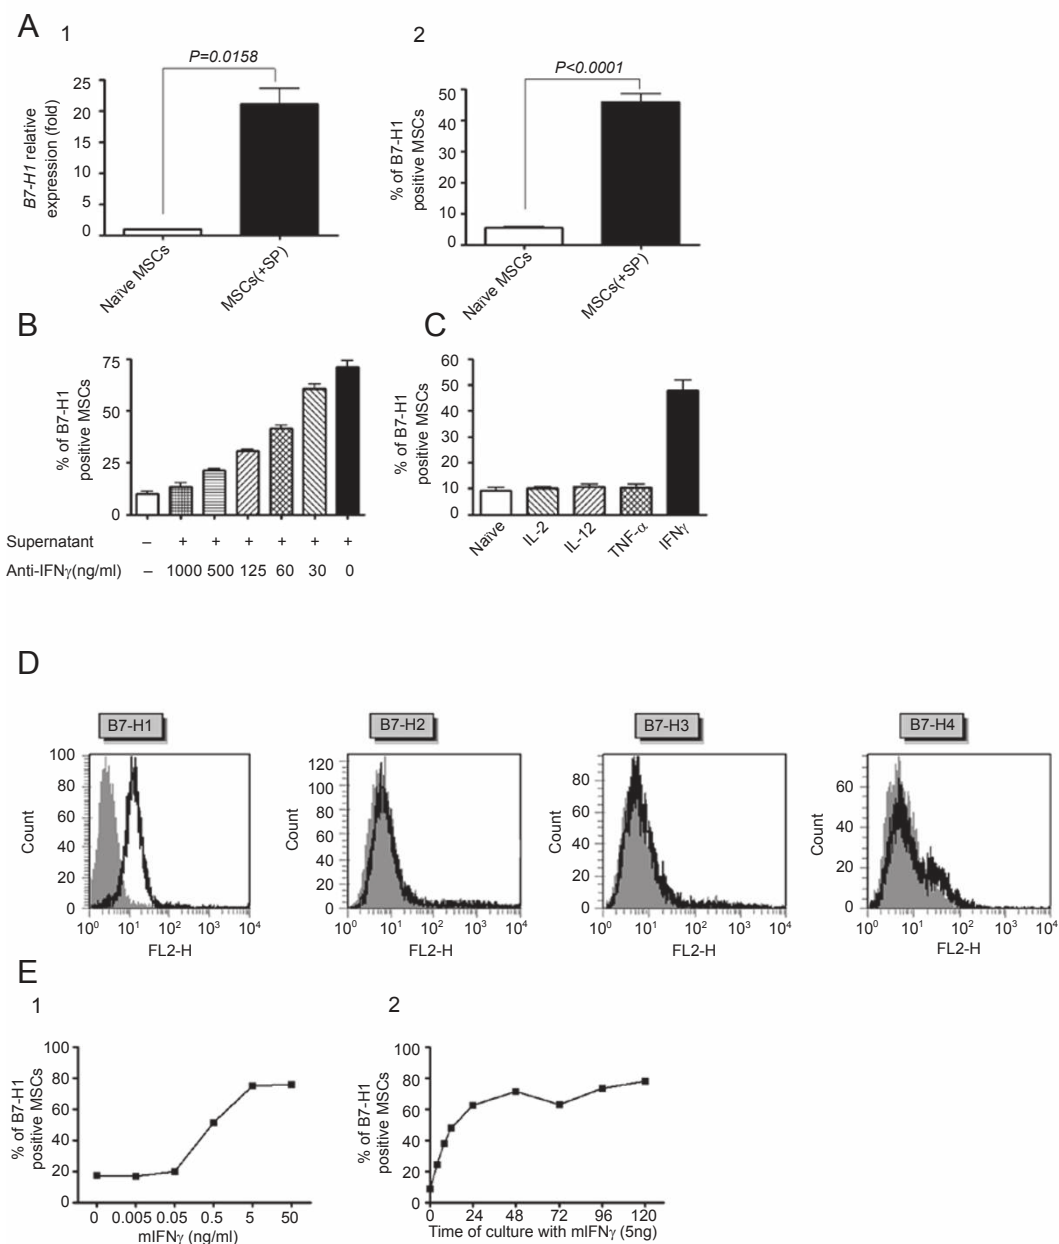 A
1
2
P=0.0158
P<0.0001
B7-H1 relative
expression (fold)
25
20
15
10
5
0
Naïve MSCs
MSCs(+SP)
% of B7-H1
positive MSCs
50
40
30
20
10
0
Naïve MSCs
MSCs(+SP)
B
C
% of B7-H1
positive MSCs
75
50
25
0
Supernatant – + + + + + +
Anti-IFNγ(ng/ml) – 1000 500 125 60 30 0
% of B7-H1
positive MSCs
60
50
40
30
20
10
0
Naïve
IL-2
IL-12
TNF-α
IFNγ
D
B7-H1
Count
100
80
60
40
20
0
10⁰ 10¹ 10² 10³ 10⁴
FL2-H
B7-H2
Count
120
100
80
60
40
20
0
10⁰ 10¹ 10² 10³ 10⁴
FL2-H
B7-H3
Count
80
60
40
20
0
10⁰ 10¹ 10² 10³ 10⁴
FL2-H
B7-H4
Count
60
40
20
0
10⁰ 10¹ 10² 10³ 10⁴
FL2-H
E
1
2
% of B7-H1
positive MSCs
100
80
60
40
20
0
0 0.005 0.05 0.5 5 50
mIFNγ (ng/ml)
% of B7-H1
positive MSCs
100
80
60
40
20
0
0 24 48 72 96 120
Time of culture with mIFNγ (5ng)